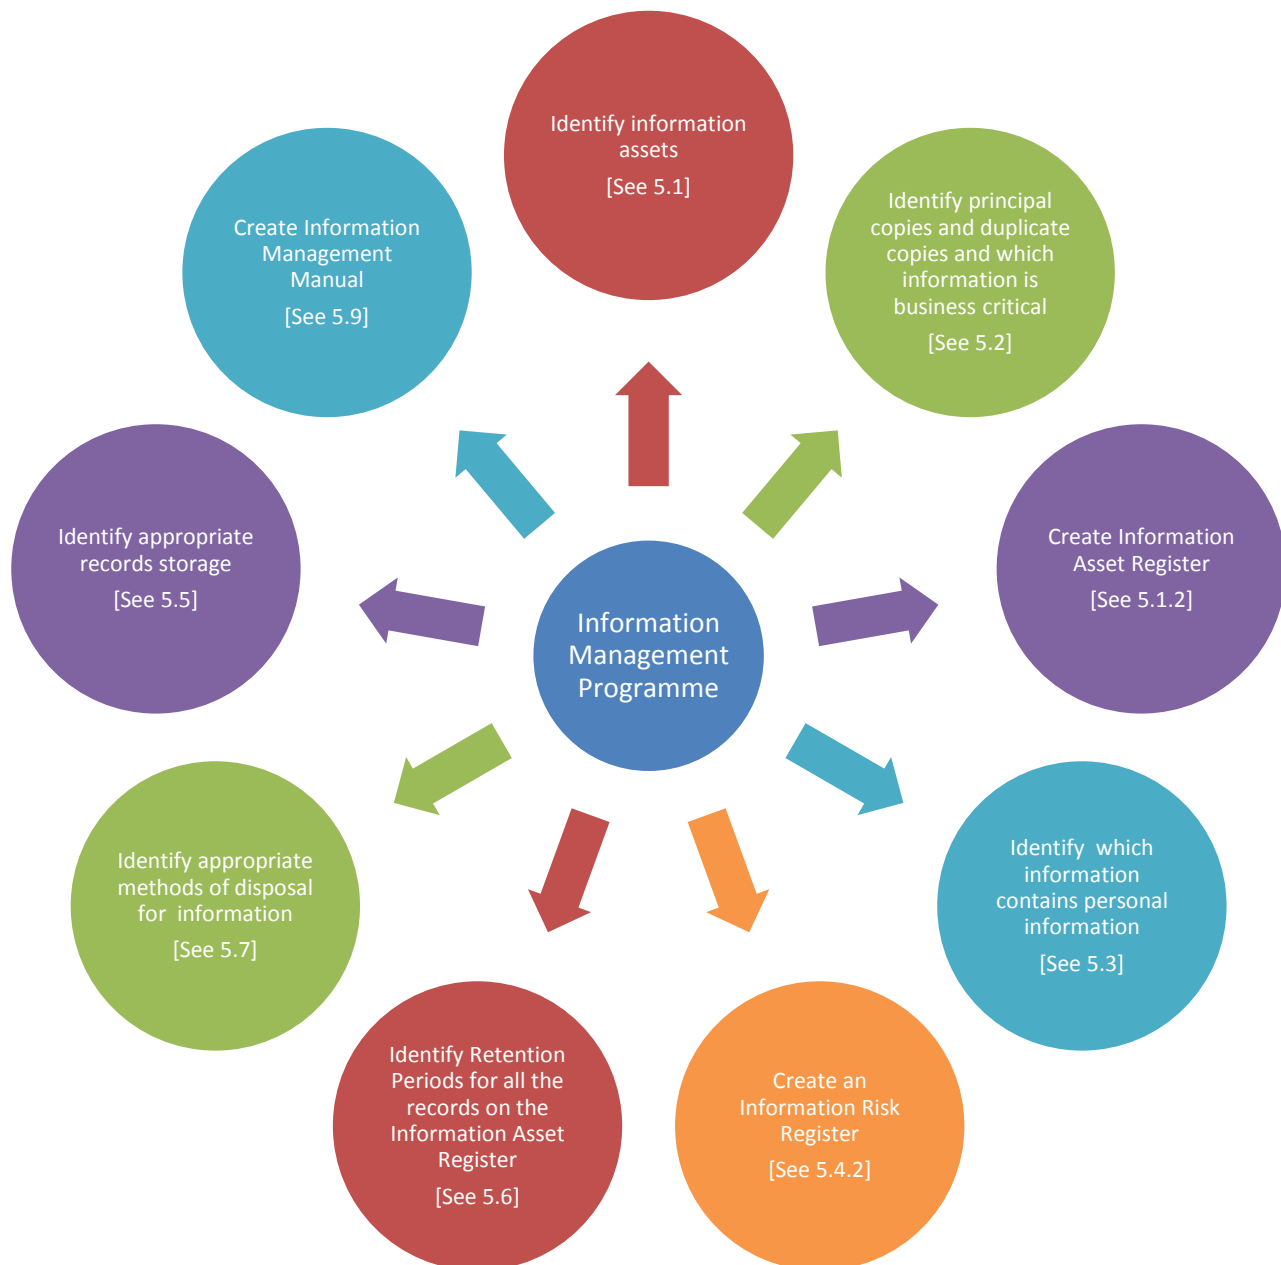 Identify information
assets
[See 5.1]
Identify principal
copies and duplicate
copies and which
information is
business critical
[See 5.2]
Create Information
Asset Register
[See 5.1.2]
Identify  which
information
contains personal
information
[See 5.3]
Create an
Information Risk
Register
[See 5.4.2]
Identify Retention
Periods for all the
records on the
Information Asset
Register
[See 5.6]
Identify appropriate
methods of disposal
for  information
[See 5.7]
Identify appropriate
records storage
[See 5.5]
Create Information
Management
Manual
[See 5.9]
Information
Management
Programme